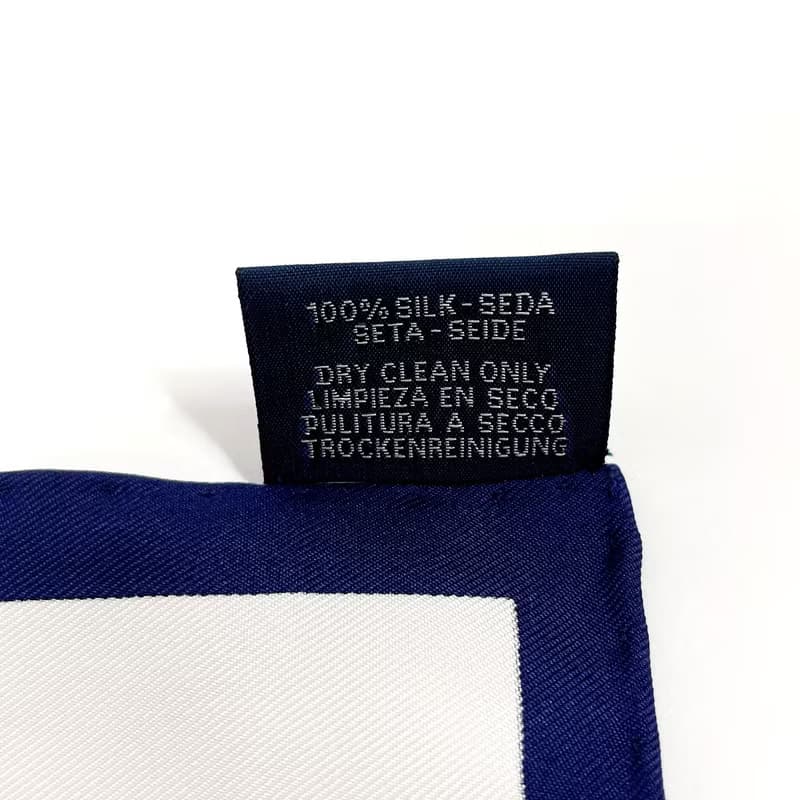 100% SILK-SEDA
SETA-SEIDE
DRY CLEAN ONLY
LIMPIEZA EN SECO
PULITURA A SECCO
TROCKENREINIGUNG